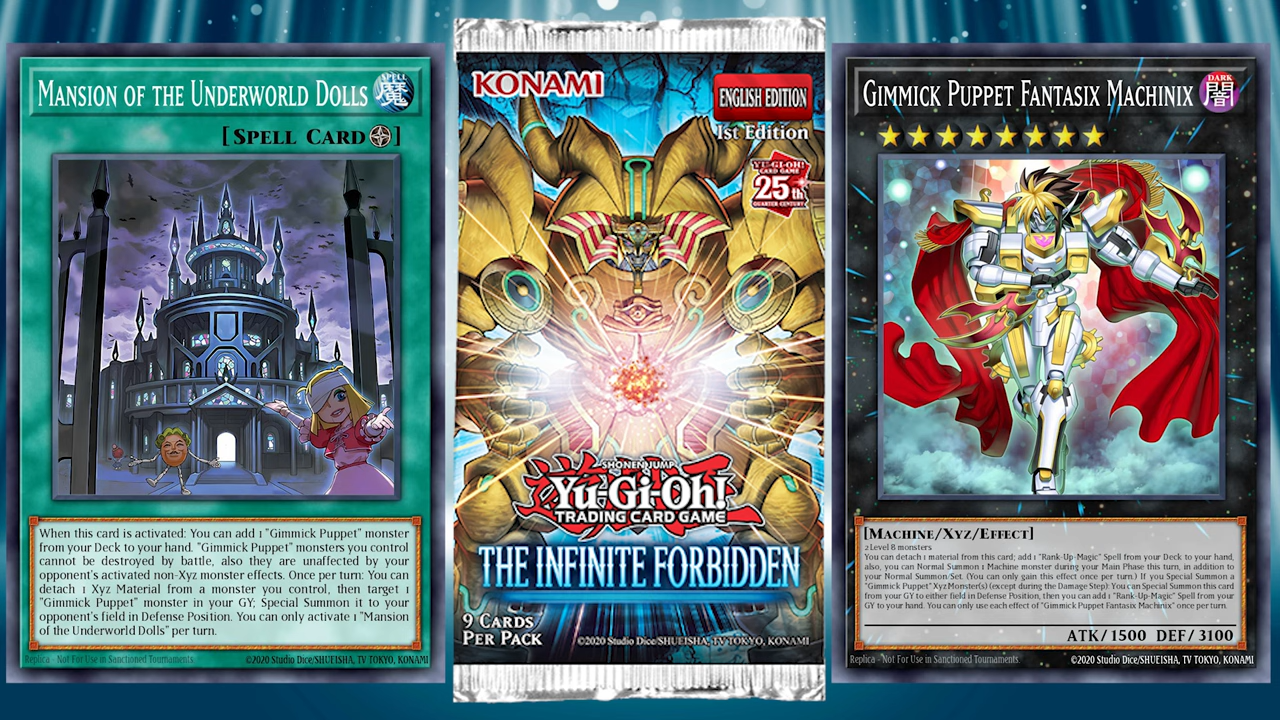 MANSION OF THE UNDERWORLD DOLLS
SPELL
魔
[SPELL CARD]
When this card is activated: You can add 1 "Gimmick Puppet" monster
from your Deck to your hand. "Gimmick Puppet" monsters you control
cannot be destroyed by battle, also they are unaffected by your
opponent's activated non-Xyz monster effects. Once per turn: You can
detach 1 Xyz Material from a monster you control, then target 1
"Gimmick Puppet" monster in your GY; Special Summon it to your
opponent's field in Defense Position. You can only activate 1 "Mansion
of the Underworld Dolls" per turn.
Replica - Not For Use in Sanctioned Tournaments
©2020 Studio Dice/SHUEISHA, TV TOKYO, KONAMI
KONAMI
ENGLISH EDITION
1st Edition
YU-GI-OH!
CARD GAME
25th
QUARTER CENTURY
SHONEN JUMP
遊戯王
Yu-Gi-Oh!
TRADING CARD GAME
THE INFINITE FORBIDDEN
9 CARDS
PER PACK
©2020 Studio Dice/SHUEISHA, TV TOKYO, KONAMI
GIMMICK PUPPET FANTASIX MACHINIX
DARK
闇
[MACHINE/XYZ/EFFECT]
2 Level 8 monsters
You can detach 1 material from this card; add 1 "Rank-Up-Magic" Spell from your Deck to your hand,
also, you can Normal Summon 1 Machine monster during your Main Phase this turn, in addition to
your Normal Summon/Set. (You can only gain this effect once per turn.) If you Special Summon a
"Gimmick Puppet" Xyz Monster(s) (except during the Damage Step): You can Special Summon this card
from your GY to either field in Defense Position, then you can add 1 "Rank-Up-Magic" Spell from your
GY to your hand. You can only use each effect of "Gimmick Puppet Fantasix Machinix" once per turn.
ATK/1500 DEF/3100
Replica - Not For Use in Sanctioned Tournaments.
©2020 Studio Dice/SHUEISHA, TV TOKYO, KONAMI